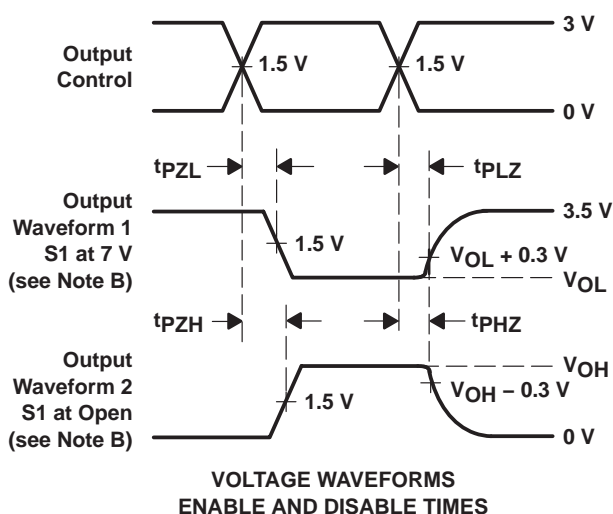 3 V
Output
Control
1.5 V
1.5 V
0 V
tPZL
tPLZ
Output
Waveform 1
S1 at 7 V
(see Note B)
3.5 V
1.5 V
VOL + 0.3 V
VOL
tPZH
tPHZ
Output
Waveform 2
S1 at Open
(see Note B)
VOH
1.5 V
VOH – 0.3 V
0 V
VOLTAGE WAVEFORMS
ENABLE AND DISABLE TIMES